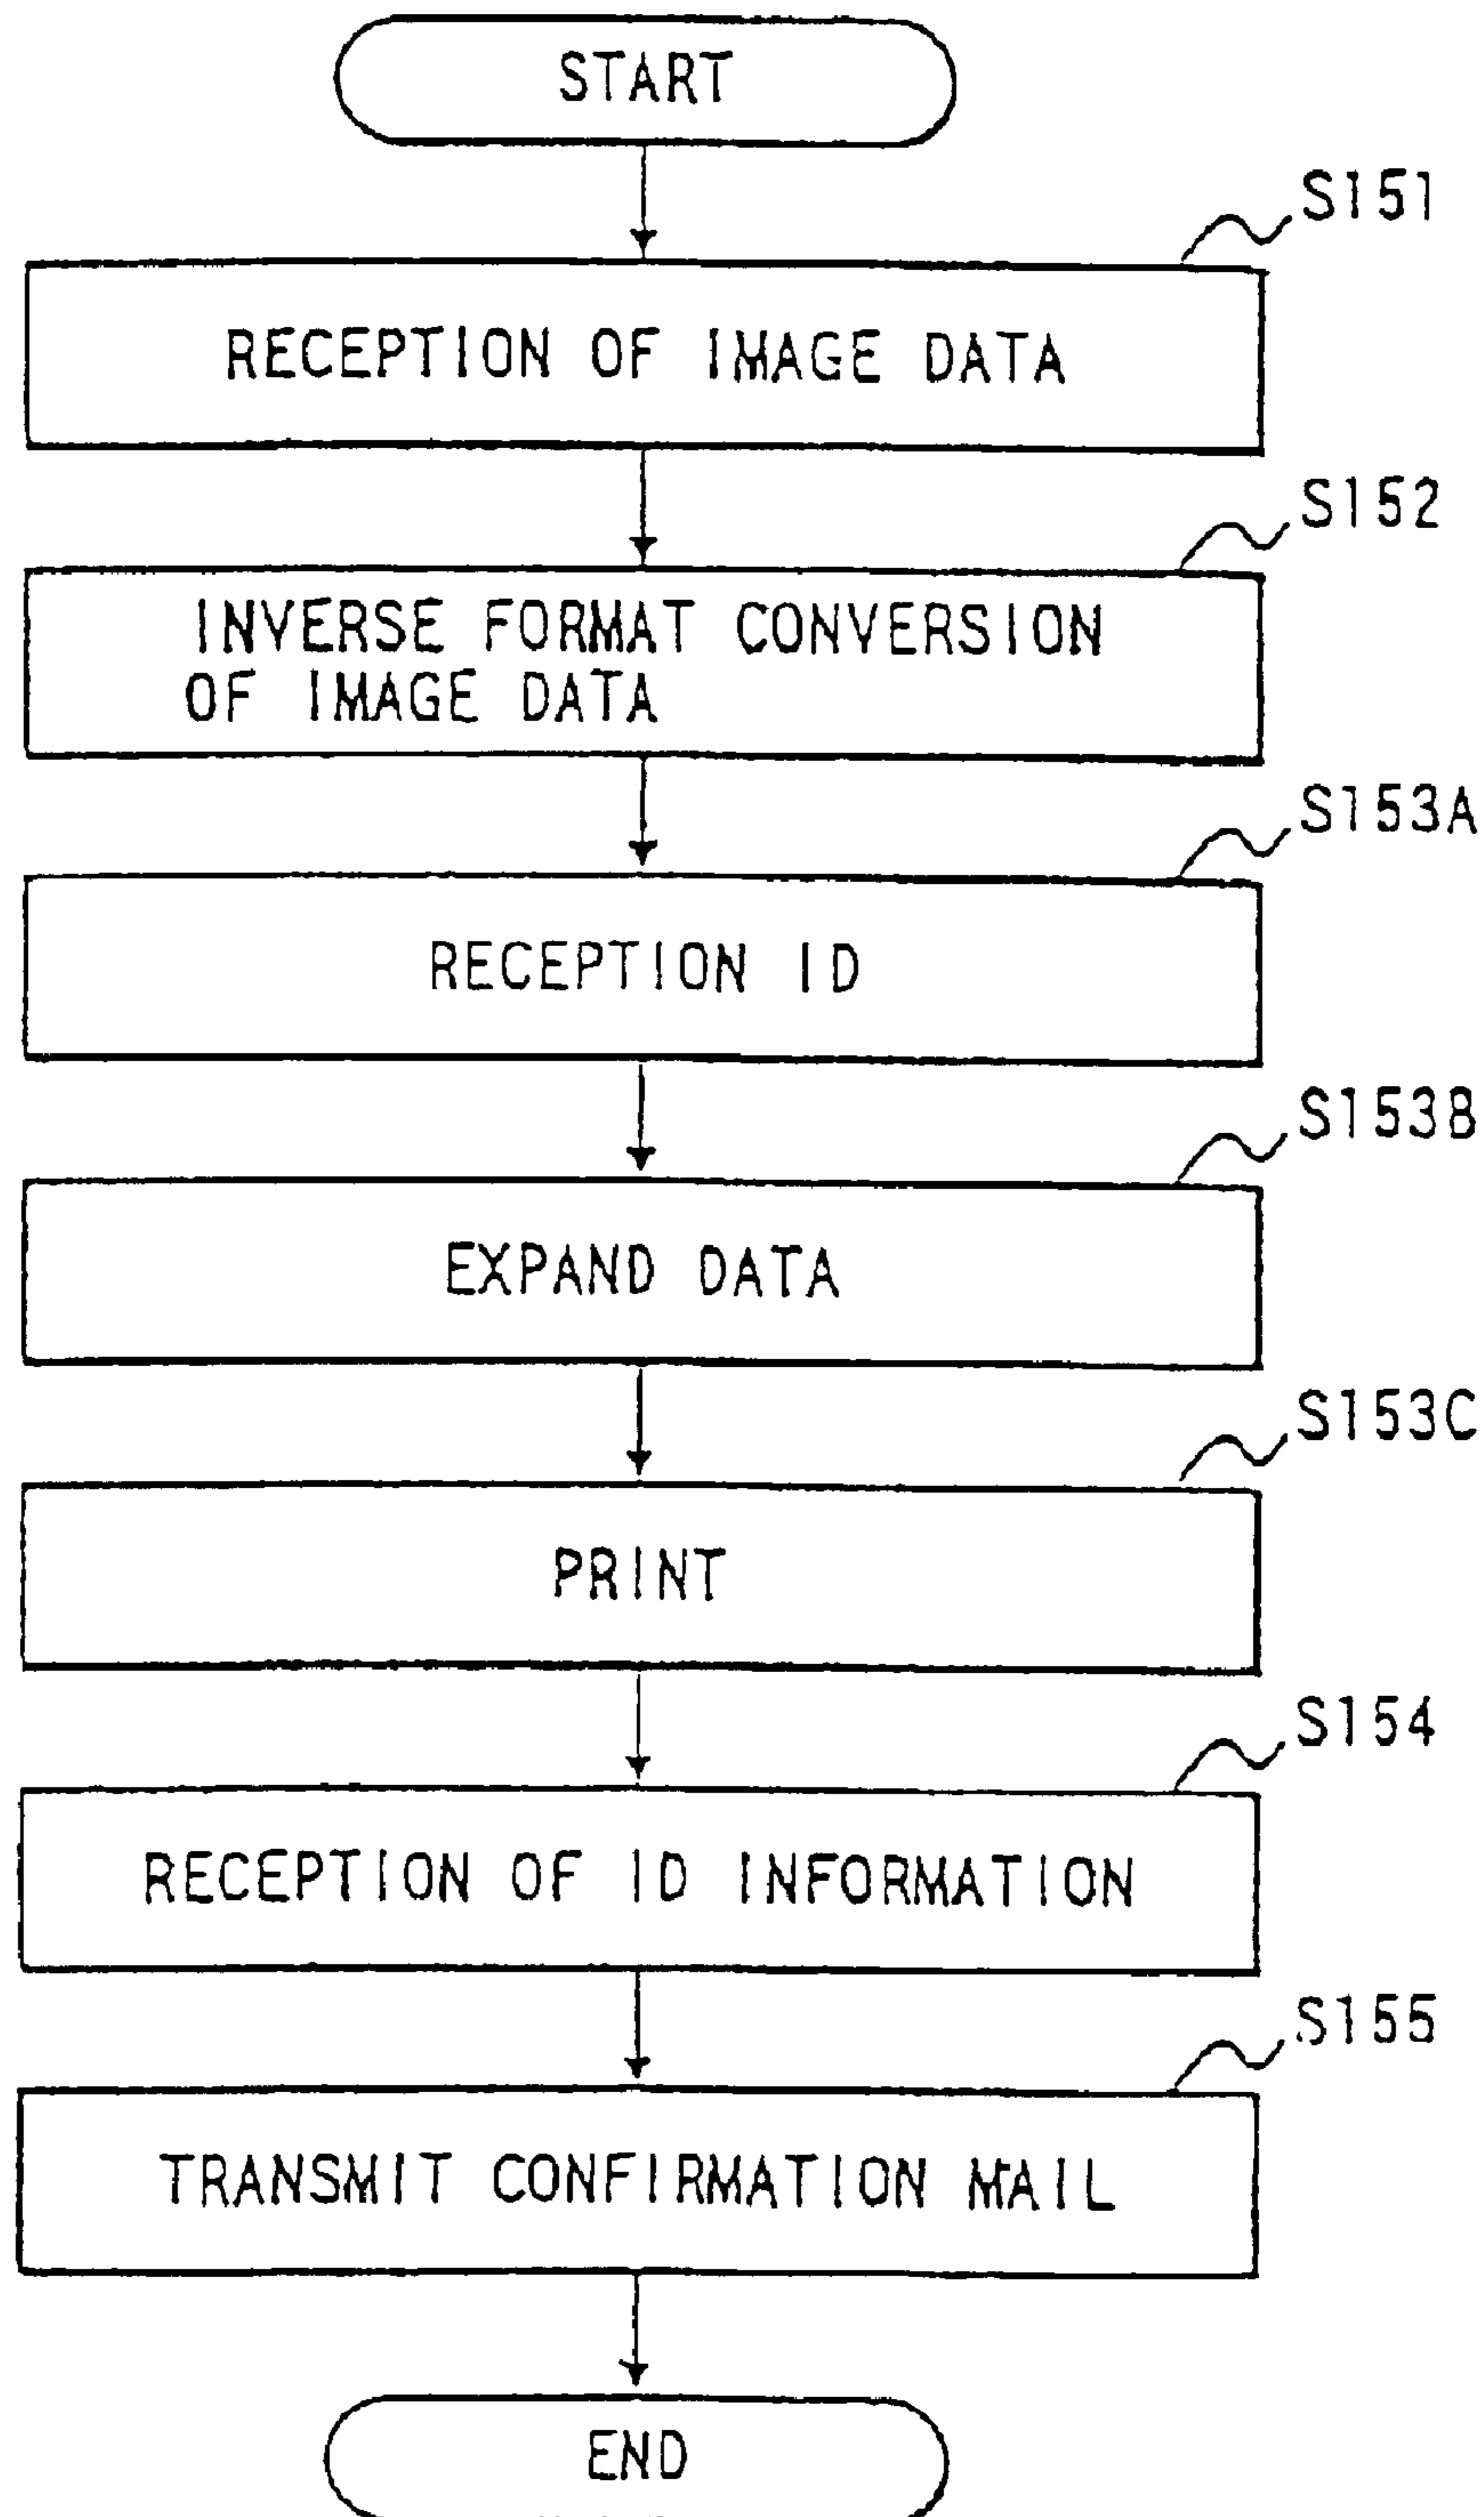 START
S151
RECEPTION OF IMAGE DATA
S152
INVERSE FORMAT CONVERSION
OF IMAGE DATA
S153A
RECEPTION ID
S153B
EXPAND DATA
S153C
PRINT
S154
RECEPTION OF ID INFORMATION
S155
TRANSMIT CONFIRMATION MAIL
END